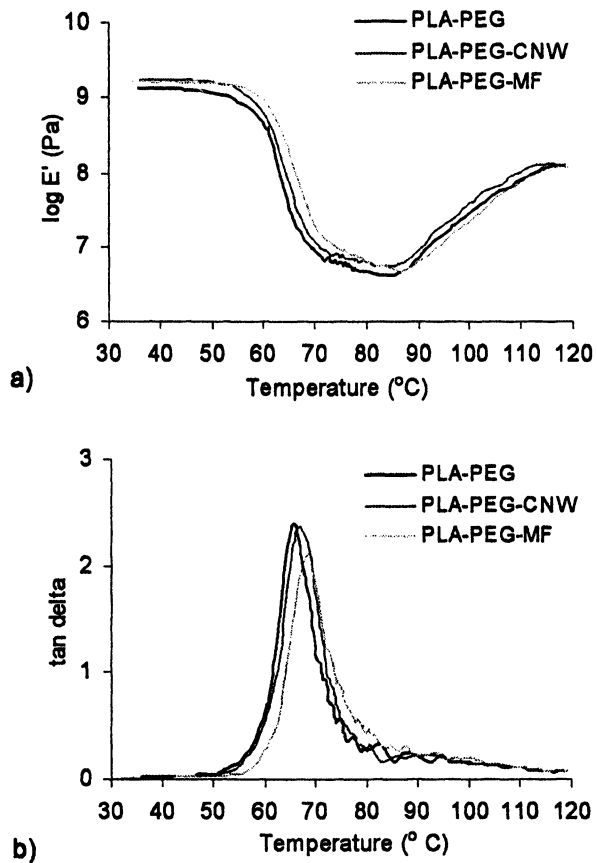 10
9
8
7
6
log E' (Pa)
PLA-PEG
PLA-PEG-CNW
PLA-PEG-MF
30 40 50 60 70 80 90 100 110 120
Temperature (°C)
a)
3
2
1
0
tan delta
PLA-PEG
PLA-PEG-CNW
PLA-PEG-MF
30 40 50 60 70 80 90 100 110 120
Temperature (° C)
b)